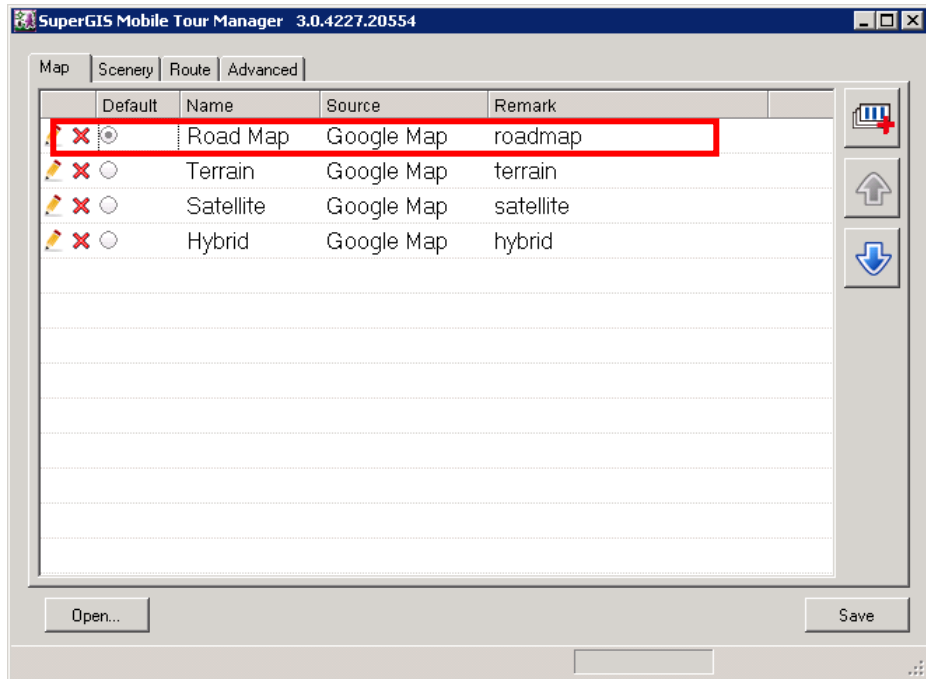 SuperGIS Mobile Tour Manager 3.0.4227.20554
Map Scenery Route Advanced
Default Name Source Remark
Road Map Google Map roadmap
Terrain Google Map terrain
Satellite Google Map satellite
Hybrid Google Map hybrid
Open... Save